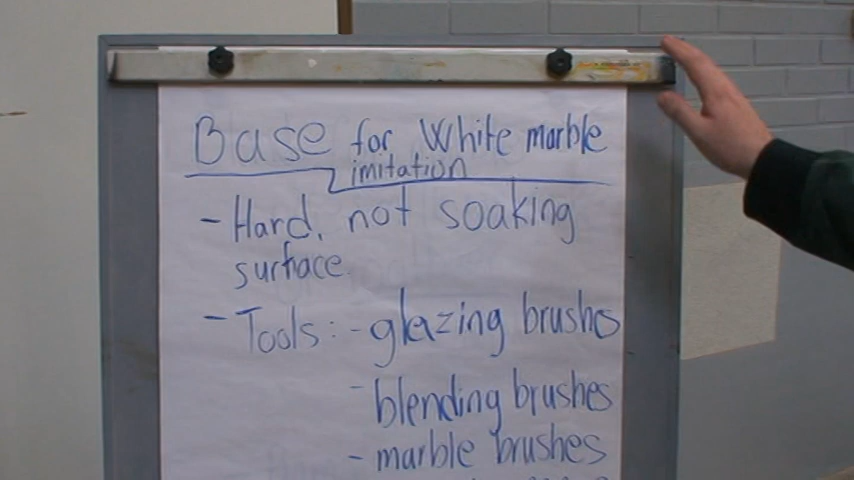 Base for White marble
imitation
- Hard, not soaking
surface.
- Tools: - glazing brushes
- blending brushes
- marble brushes